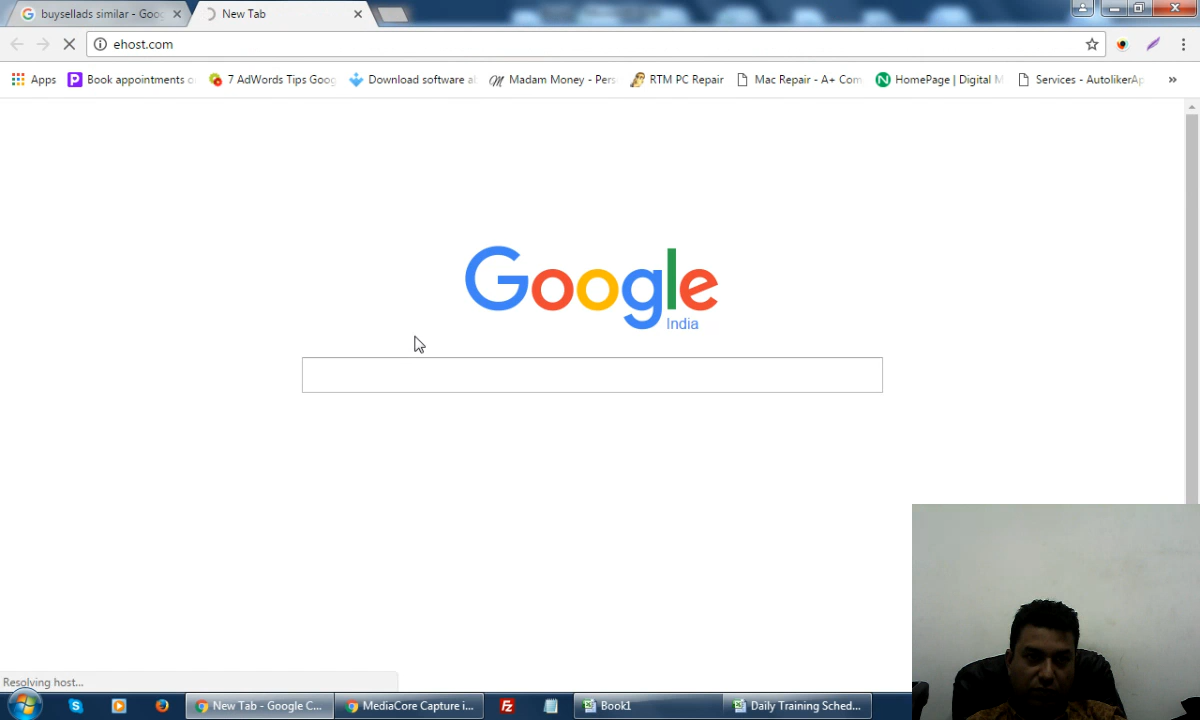 buysellads similar - Goo
New Tab
ehost.com
Apps
Book appointments o
7 AdWords Tips Goog
Download software a
Madam Money - Pers
RTM PC Repair
Mac Repair - A+ Com
HomePage | Digital M
Services - AutolikerAp
»
Google
India
Resolving host...
New Tab - Google C...
MediaCore Capture i...
Book1
Daily Training Sched...